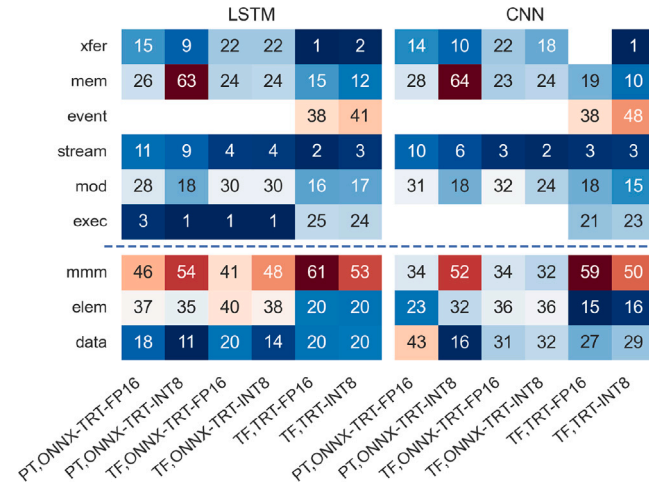 LSTM CNN
xfer 15 9 22 22 1 2 14 10 22 18 1
mem 26 63 24 24 15 12 28 64 23 24 19 10
event 38 41 38 48
stream 11 9 4 4 2 3 10 6 3 2 3 3
mod 28 18 30 30 16 17 31 18 32 24 18 15
exec 3 1 1 1 25 24 21 23
mmm 46 54 41 48 61 53 34 52 34 32 59 50
elem 37 35 40 38 20 20 23 32 36 36 15 16
data 18 11 20 14 20 20 43 16 31 32 27 29
PT,ONNX-TRT-FP16
PT,ONNX-TRT-INT8
TF,ONNX-TRT-FP16
TF,ONNX-TRT-INT8
TF,TRT-FP16
TF,TRT-INT8
PT,ONNX-TRT-FP16
PT,ONNX-TRT-INT8
TF,ONNX-TRT-FP16
TF,ONNX-TRT-INT8
TF,TRT-FP16
TF,TRT-INT8